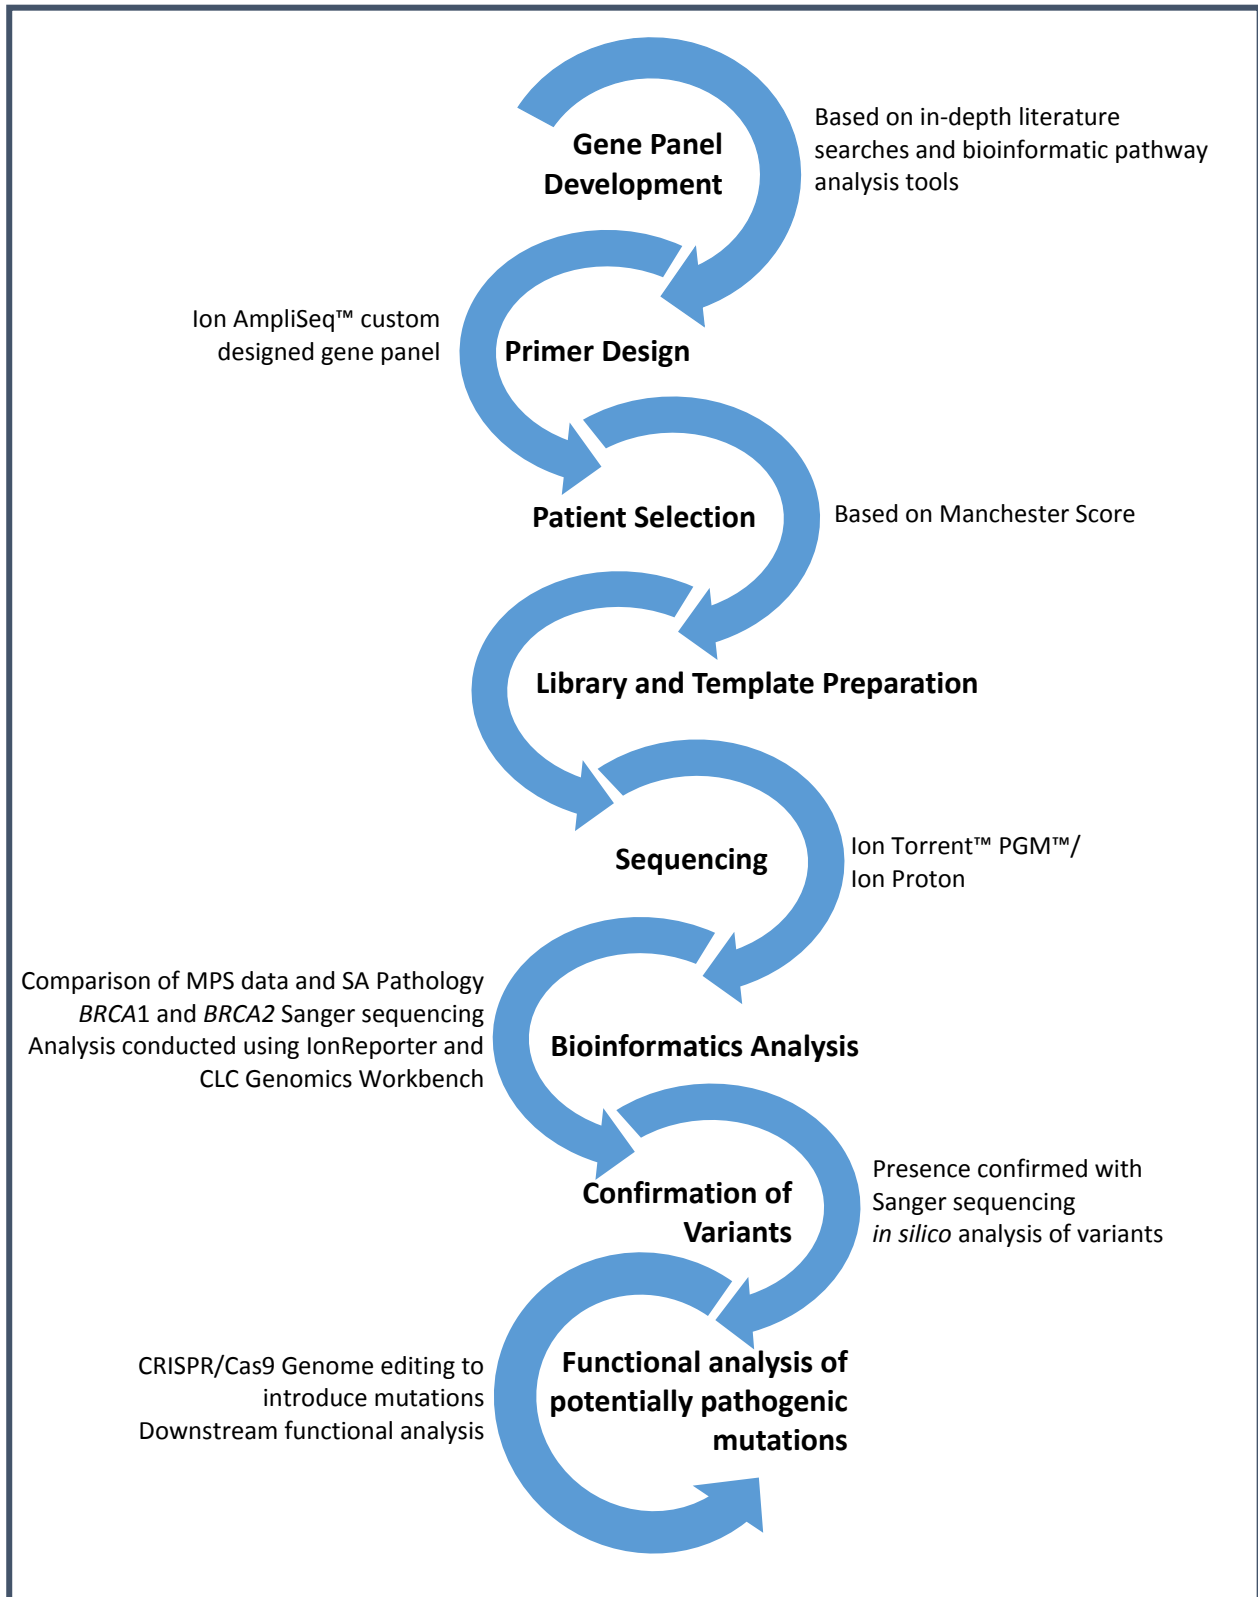 Gene Panel
Development
Based on in-depth literature
searches and bioinformatic pathway
analysis tools
Ion AmpliSeq™ custom
designed gene panel
Primer Design
Patient Selection
Based on Manchester Score
Library and Template Preparation
Sequencing
Ion Torrent™ PGM™/
Ion Proton
Comparison of MPS data and SA Pathology
BRCA1 and BRCA2 Sanger sequencing
Analysis conducted using IonReporter and
CLC Genomics Workbench
Bioinformatics Analysis
Confirmation of
Variants
Presence confirmed with
Sanger sequencing
in silico analysis of variants
CRISPR/Cas9 Genome editing to
introduce mutations
Downstream functional analysis
Functional analysis of
potentially pathogenic
mutations